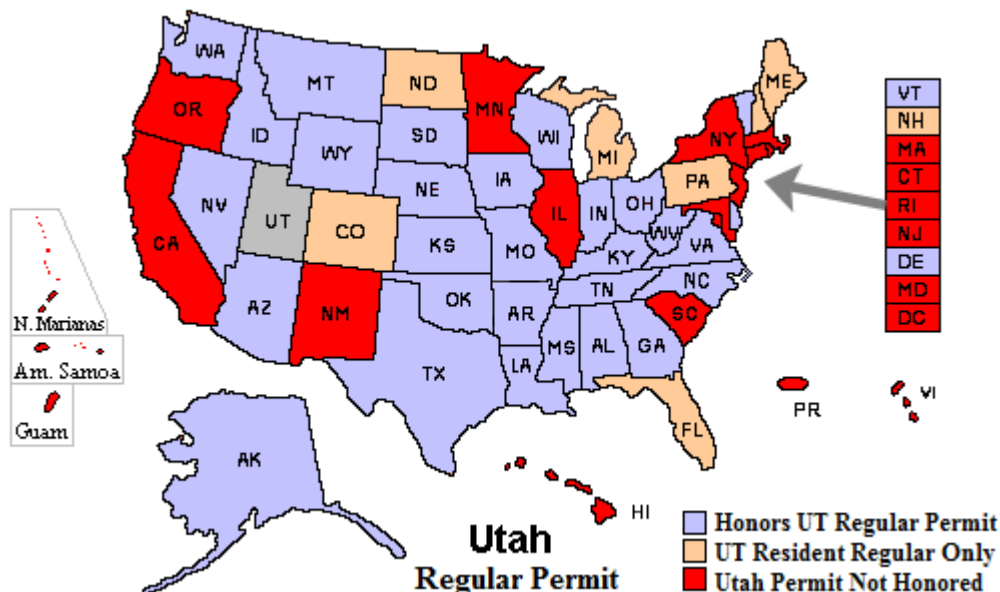 WA
MT
ND
MN
ME
VT
OR
ID
SD
WI
NY
NH
WY
MI
MA
CT
NV
UT
CO
NE
IA
IL
IN
OH
PA
RI
NJ
CA
KS
MO
KY
WV
VA
DE
MD
DC
AZ
NM
OK
AR
TN
NC
SC
TX
LA
MS
AL
GA
FL
N. Marianas
Am. Samoa
Guam
PR
VI
AK
HI
Utah
Regular Permit
Honors UT Regular Permit
UT Resident Regular Only
Utah Permit Not Honored